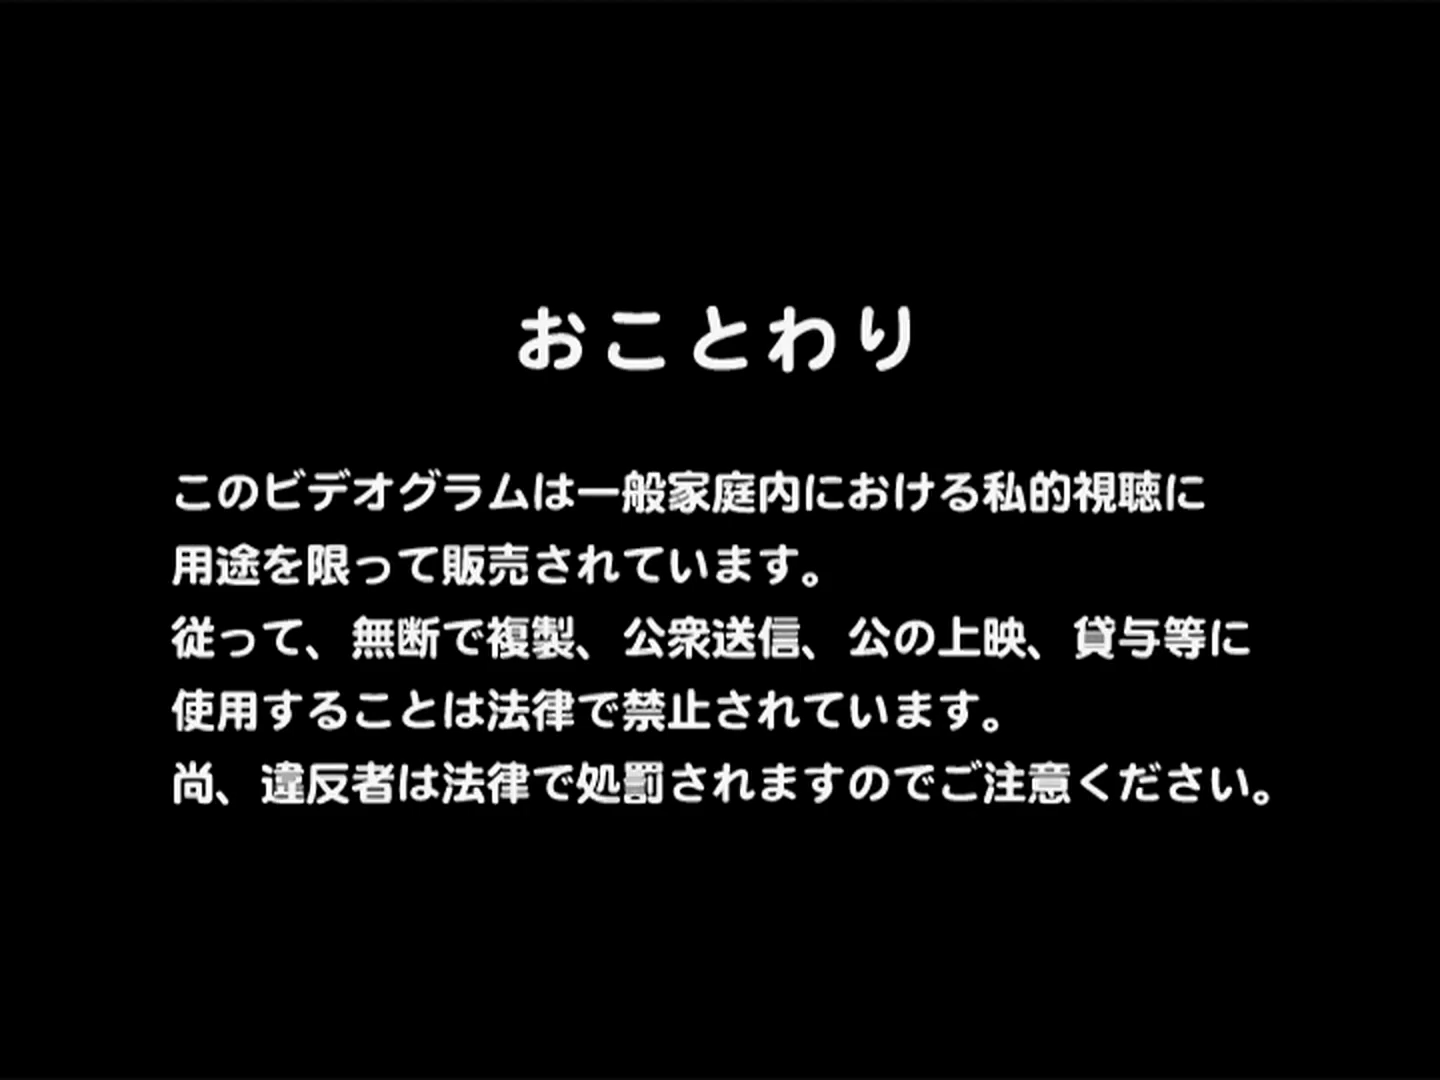 おことわり
このビデオグラムは一般家庭内における私的視聴に
用途を限って販売されています。
従って、無断で複製、公衆送信、公の上映、貸与等に
使用することは法律で禁止されています。
尚、違反者は法律で処罰されますのでご注意ください。